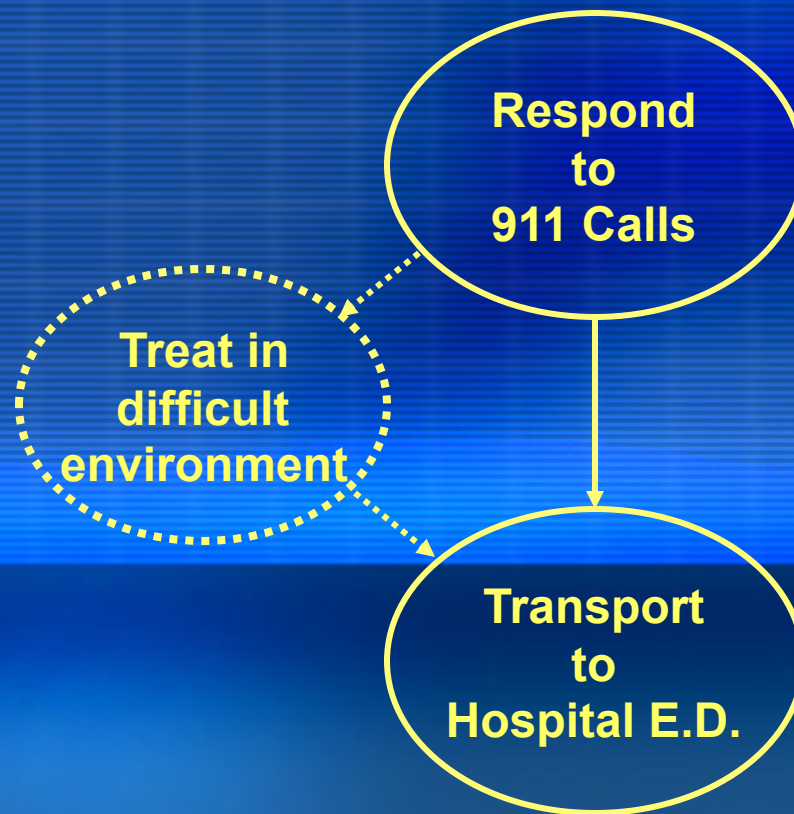 Respond
to
911 Calls
Treat in
difficult
environment
Transport
to
Hospital E.D.